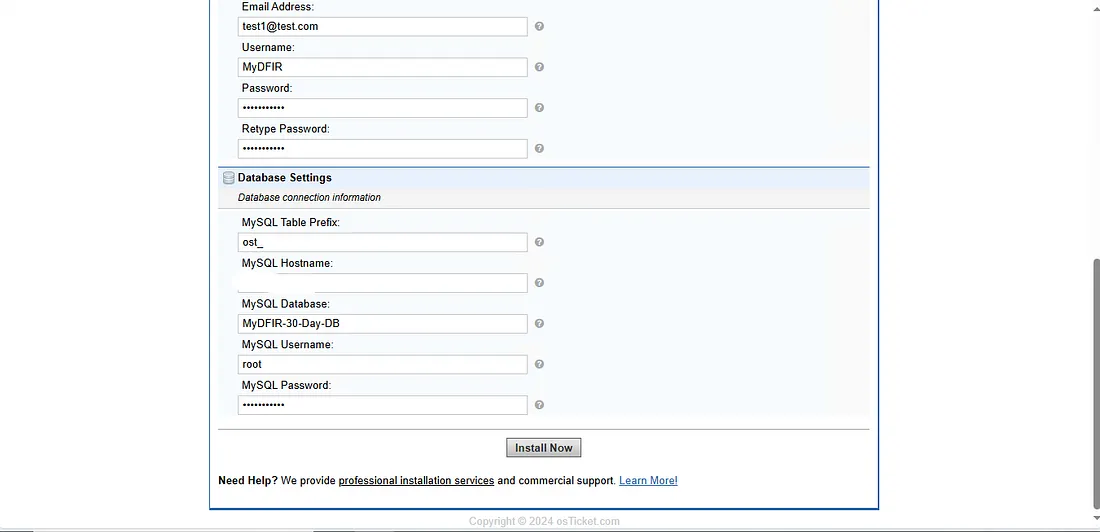 Email Address:
test1@test.com
Username:
MyDFIR
Password:
•••••••••••
Retype Password:
•••••••••••
Database Settings
Database connection information
MySQL Table Prefix:
ost_
MySQL Hostname:
MySQL Database:
MyDFIR-30-Day-DB
MySQL Username:
root
MySQL Password:
•••••••••••
Install Now
Need Help? We provide professional installation services and commercial support. Learn More!
Copyright © 2024 osTicket.com